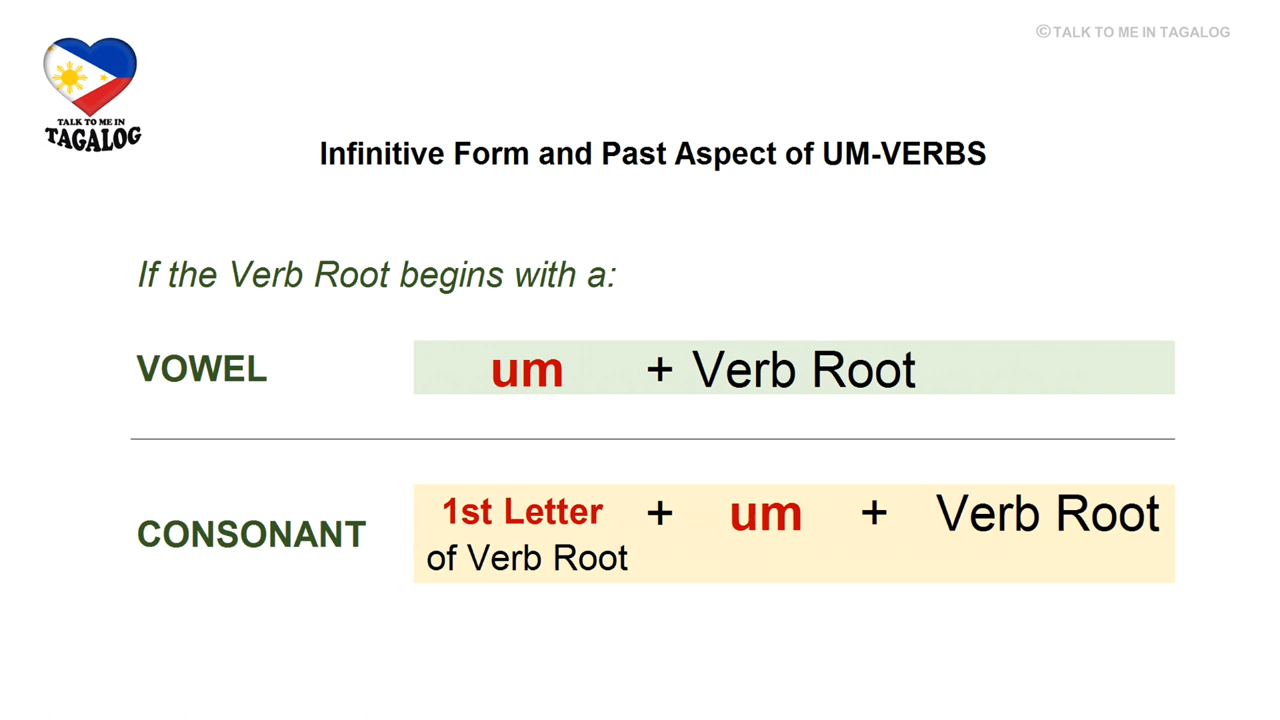 ©TALK TO ME IN TAGALOG
TALK TO ME IN
TAGALOG
Infinitive Form and Past Aspect of UM-VERBS
If the Verb Root begins with a:
VOWEL um + Verb Root
CONSONANT 1st Letter + um + Verb Root
of Verb Root